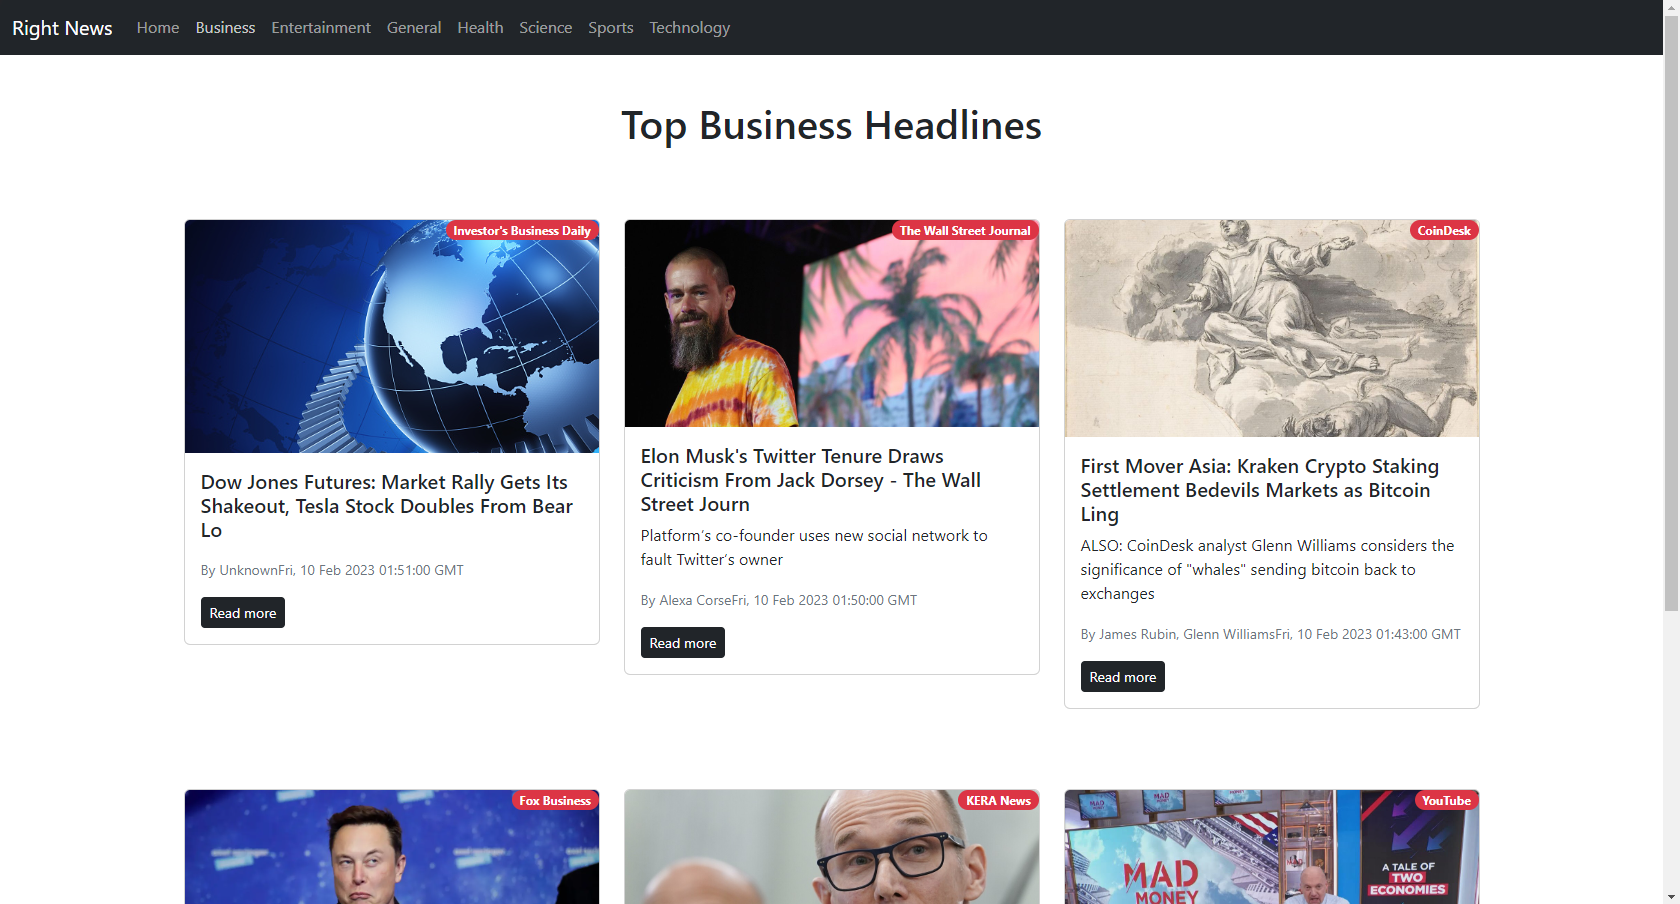 Right News Home Business Entertainment General Health Science Sports Technology
Top Business Headlines
Investor's Business Daily
Dow Jones Futures: Market Rally Gets Its
Shakeout, Tesla Stock Doubles From Bear
Lo
By UnknownFri, 10 Feb 2023 01:51:00 GMT
Read more
The Wall Street Journal
Elon Musk's Twitter Tenure Draws
Criticism From Jack Dorsey - The Wall
Street Journ
Platform’s co-founder uses new social network to
fault Twitter’s owner
By Alexa CorseFri, 10 Feb 2023 01:50:00 GMT
Read more
CoinDesk
First Mover Asia: Kraken Crypto Staking
Settlement Bedevils Markets as Bitcoin
Ling
ALSO: CoinDesk analyst Glenn Williams considers the
significance of "whales" sending bitcoin back to
exchanges
By James Rubin, Glenn WilliamsFri, 10 Feb 2023 01:43:00 GMT
Read more
Fox Business
KERA News
YouTube
MAD
MONEY
A TALE OF
TWO
ECONOMIES